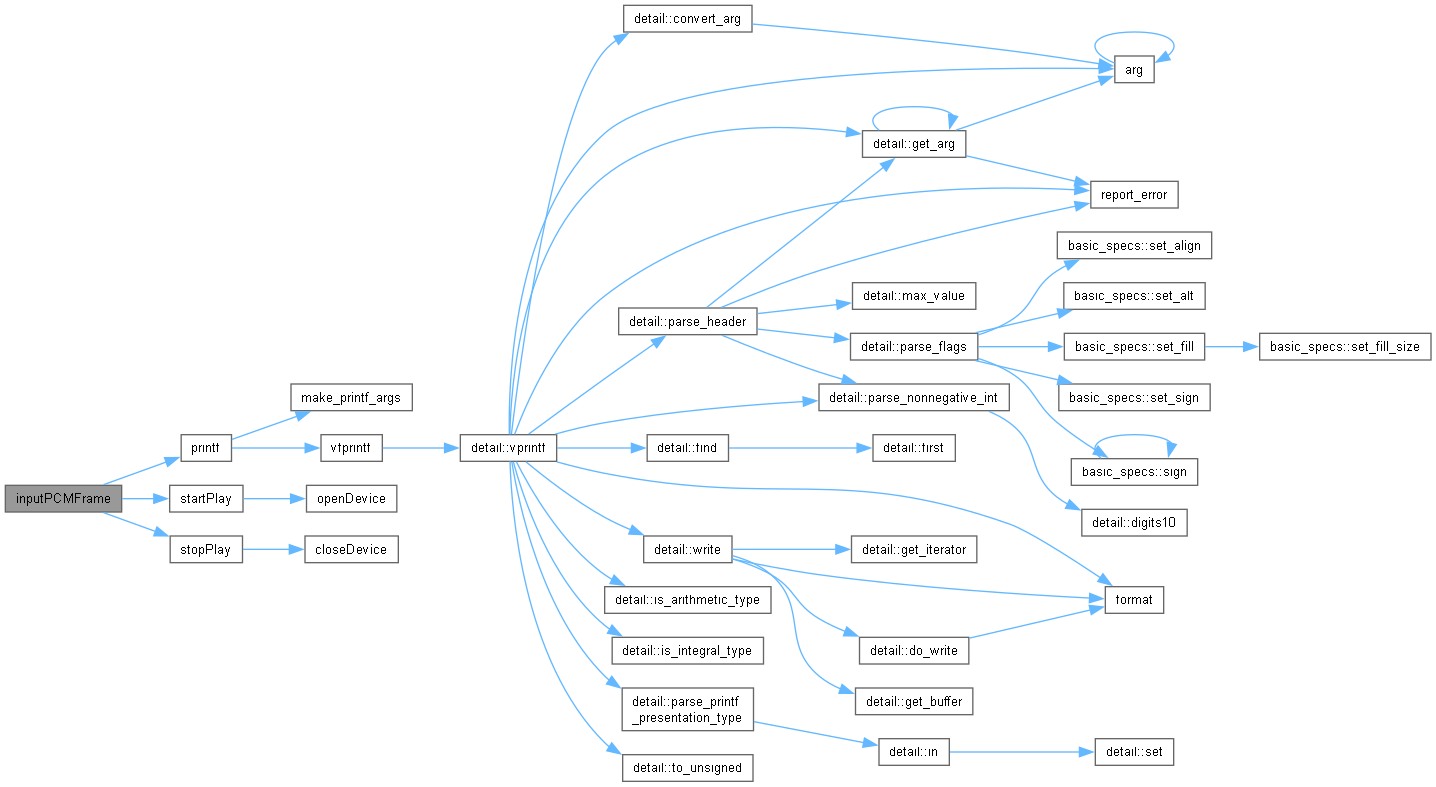 detail::convert_arg
arg
detail::get_arg
report_error
basic_specs::set_align
detail::max_value
basic_specs::set_alt
detail::parse_header
detail::parse_flags
basic_specs::set_fill
basic_specs::set_fill_size
make_printf_args
detail::parse_nonnegative_int
basic_specs::set_sign
printf
vfprintf
detail::vprintf
detail::find
detail::first
basic_specs::sign
inputPCMFrame
startPlay
openDevice
detail::digits10
stopPlay
closeDevice
detail::write
detail::get_iterator
detail::is_arithmetic_type
format
detail::is_integral_type
detail::do_write
detail::parse_printf
_presentation_type
detail::get_buffer
detail::in
detail::set
detail::to_unsigned